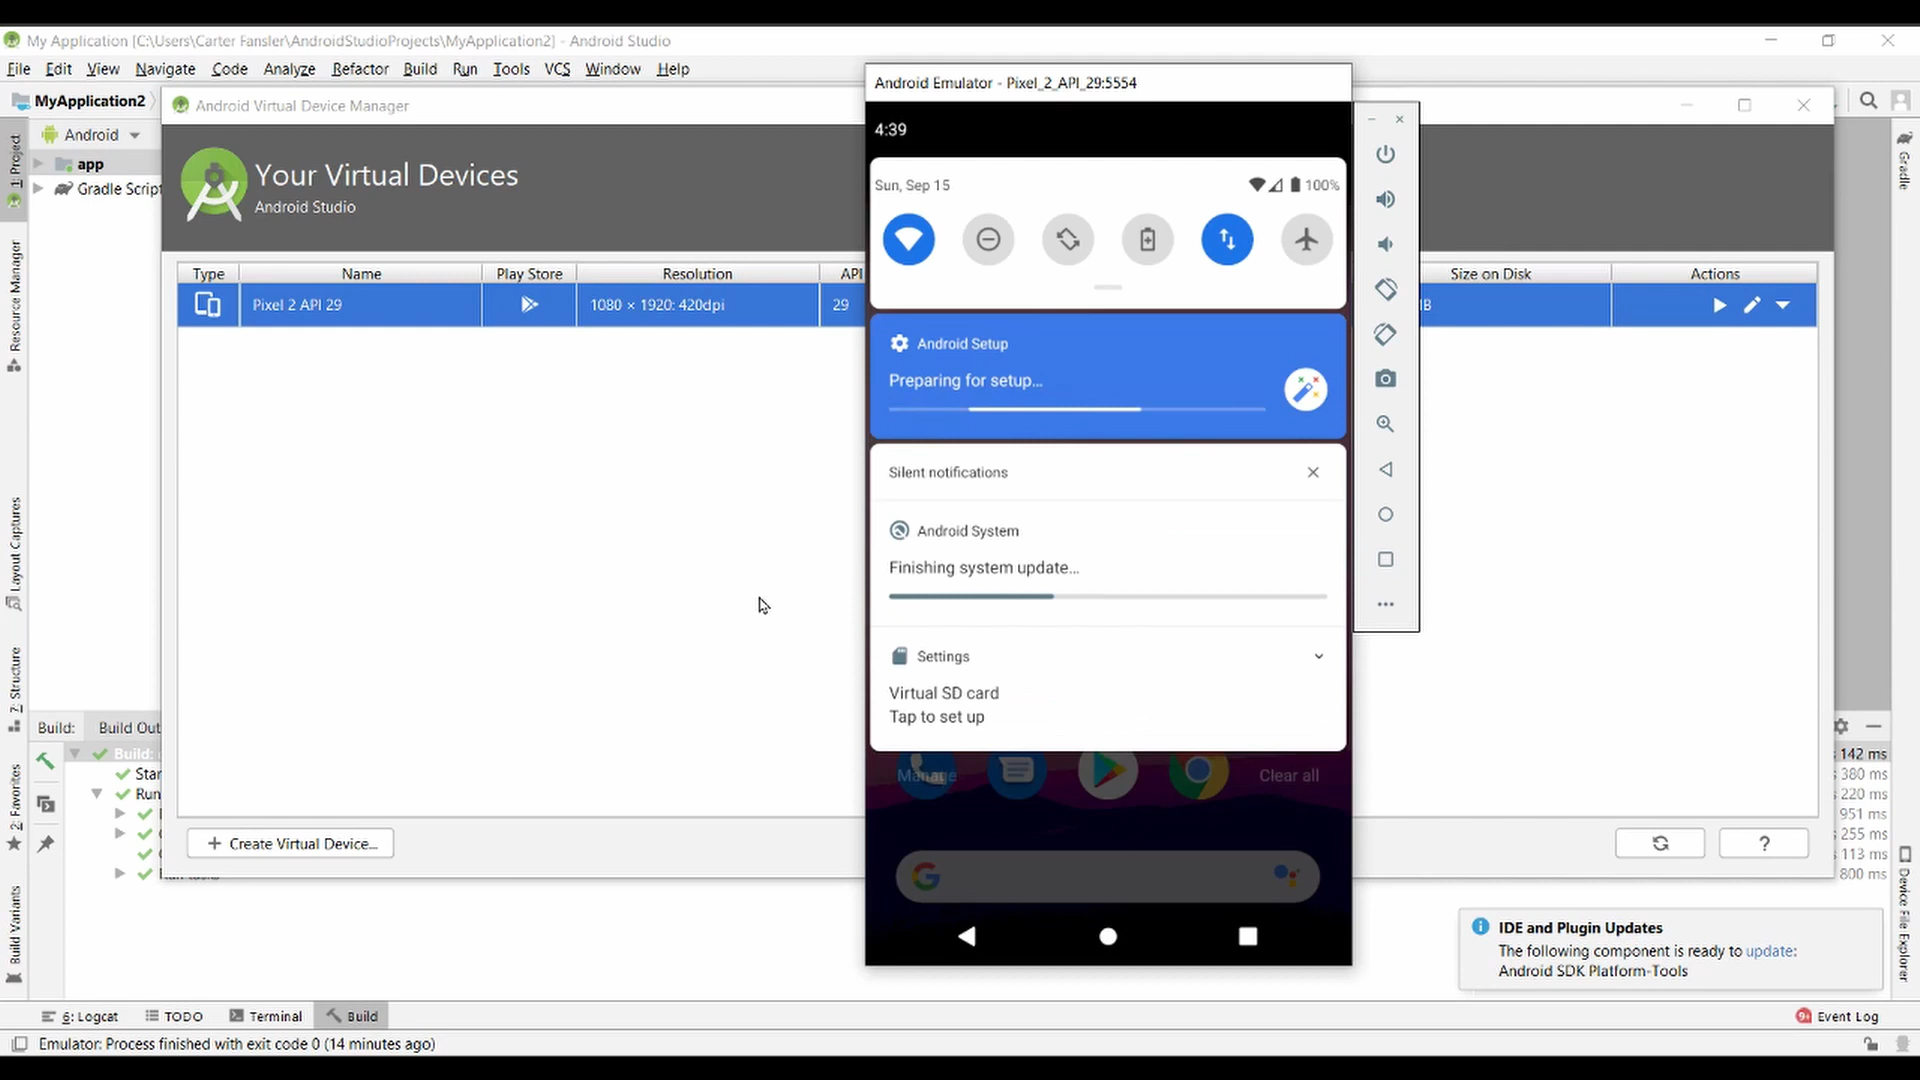 My Application [C:\Users\Carter Fansler\AndroidStudioProjects\MyApplication2] - Android Studio
File Edit View Navigate Code Analyze Refactor Build Run Tools VCS Window Help
MyApplication2
Android Virtual Device Manager
Android Emulator - Pixel_2_API_29:5554
1: Project
Resource Manager
Layout Captures
7: Structure
2: Favorites
Build Variants
Android
app
Gradle Script
Your Virtual Devices
Android Studio
Type Name Play Store Resolution API Size on Disk Actions
Pixel 2 API 29 1080 × 1920: 420dpi 29
4:39
Sun, Sep 15 100%
Android Setup
Preparing for setup...
Silent notifications
Android System
Finishing system update...
Settings
Virtual SD card
Tap to set up
Manage Clear all
G
+ Create Virtual Device...
?
Gradle
Device File Explorer
Build: Build Out
Build:
Star
Run
142 ms
380 ms
220 ms
951 ms
255 ms
113 ms
800 ms
IDE and Plugin Updates
The following component is ready to update:
Android SDK Platform-Tools
6: Logcat TODO Terminal Build
9+ Event Log
Emulator: Process finished with exit code 0 (14 minutes ago)